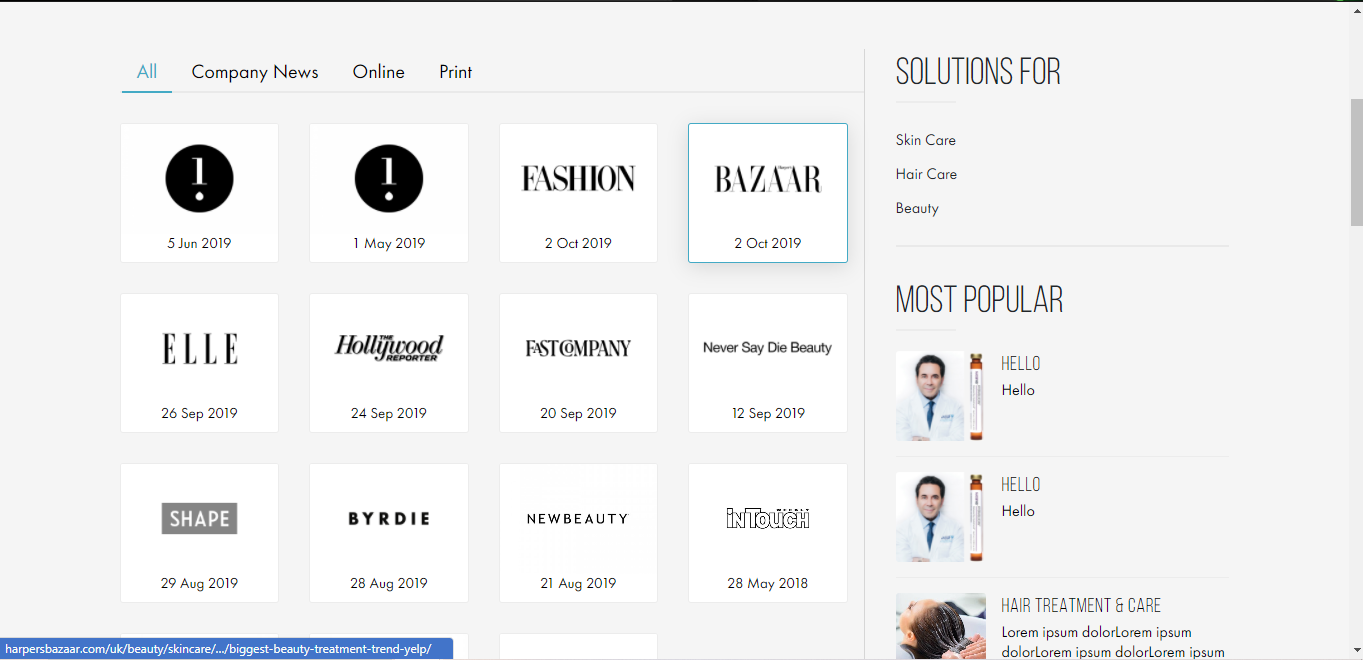 All
Company News
Online
Print
1
5 Jun 2019
1
1 May 2019
FASHION
2 Oct 2019
BAZAAR
2 Oct 2019
ELLE
26 Sep 2019
THE
Hollywood
REPORTER
24 Sep 2019
FAST COMPANY
20 Sep 2019
Never Say Die Beauty
12 Sep 2019
SHAPE
29 Aug 2019
BYRDIE
28 Aug 2019
NEWBEAUTY
21 Aug 2019
INTOUCH
28 May 2018
SOLUTIONS FOR
Skin Care
Hair Care
Beauty
MOST POPULAR
HELLO
Hello
HELLO
Hello
HAIR TREATMENT & CARE
Lorem ipsum dolorLorem ipsum
dolorLorem ipsum dolorLorem ipsum
harpersbazaar.com/uk/beauty/skincare/.../biggest-beauty-treatment-trend-yelp/